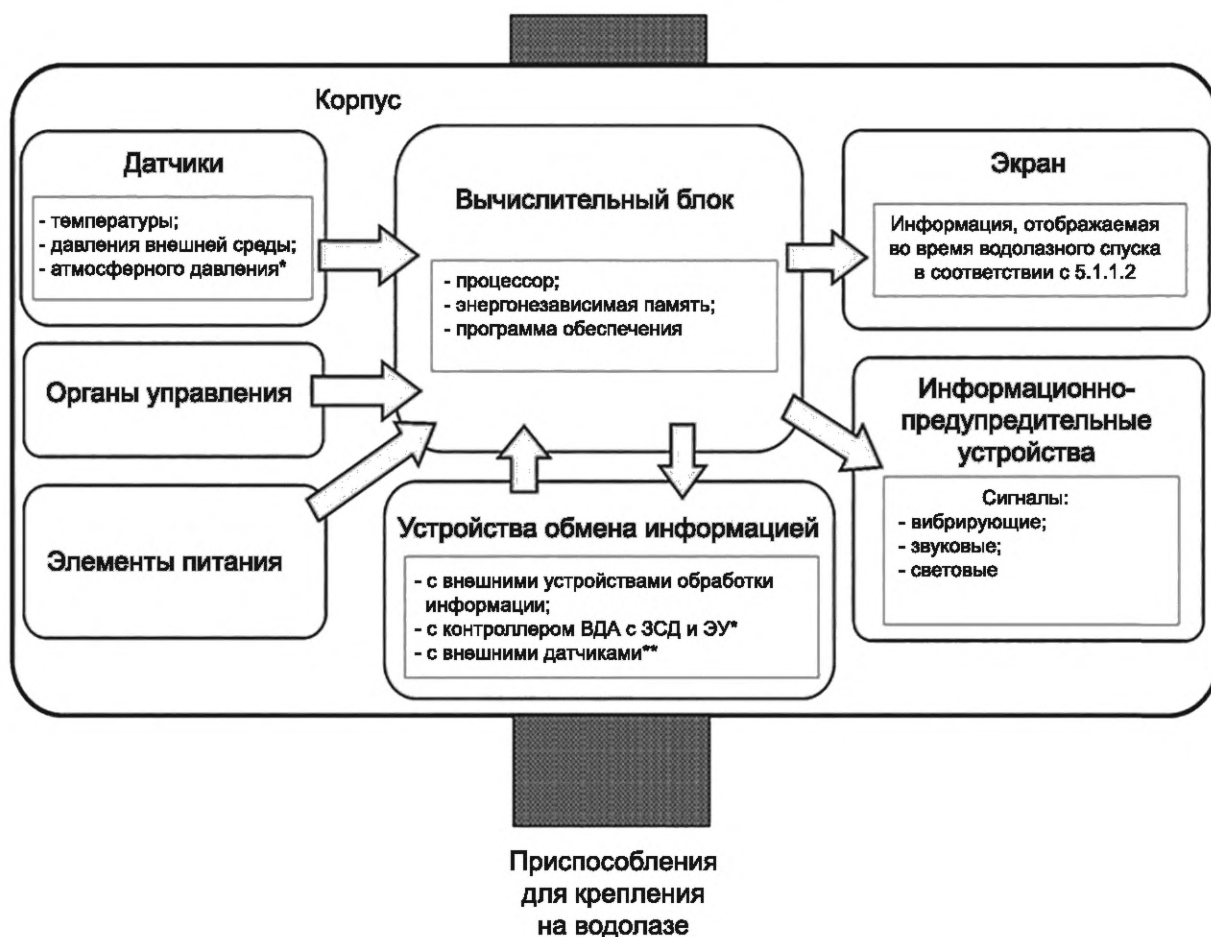 Корпус
Датчики
- температуры;
- давления внешней среды;
- атмосферного давления*
Органы управления
Элементы питания
Вычислительный блок
- процессор;
- энергонезависимая память;
- программа обеспечения
Устройства обмена информацией
- с внешними устройствами обработки
информации;
- с контроллером ВДА с ЗСД и ЭУ*
- с внешними датчиками**
Экран
Информация, отображаемая
во время водолазного спуска
в соответствии с 5.1.1.2
Информационно-
предупредительные
устройства
Сигналы:
- вибрирующие;
- звуковые;
- световые
Приспособления
для крепления
на водолазе